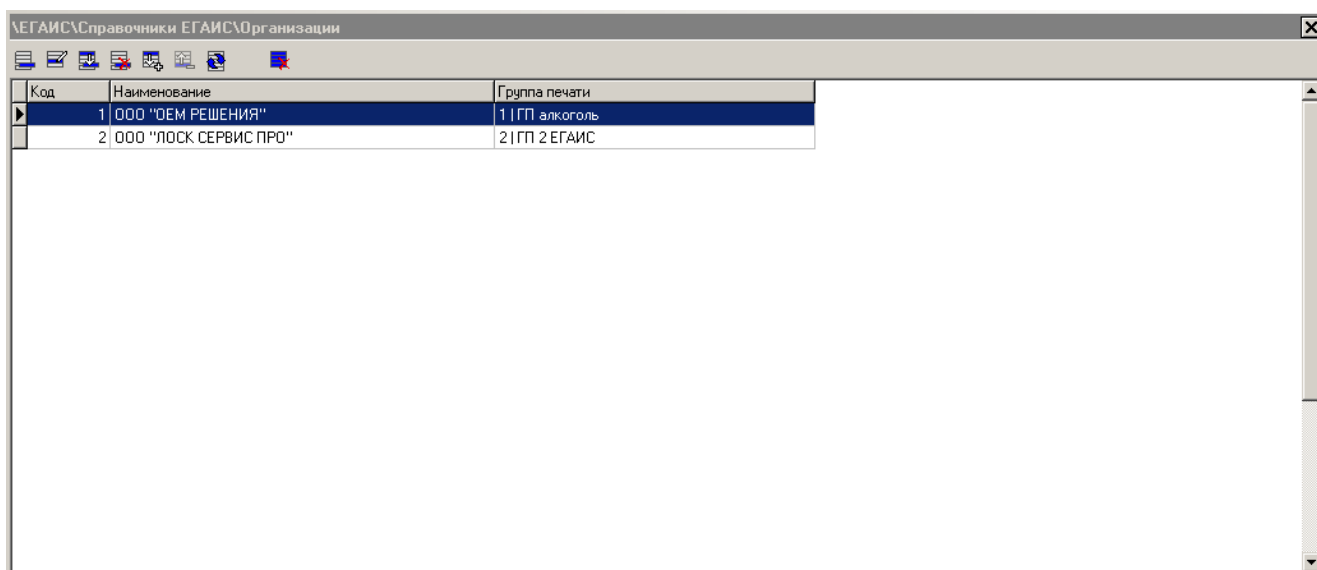 \ЕГАИС\Справочники ЕГАИС\Организации
Код Наименование Группа печати
1 ООО "ОЕМ РЕШЕНИЯ" 1 | ГП алкоголь
2 ООО "ЛОСК СЕРВИС ПРО" 2 | ГП 2 ЕГАИС